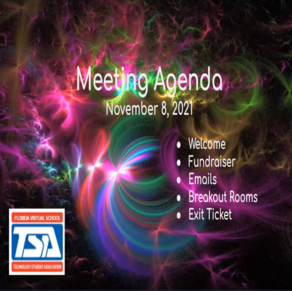 Meeting Agenda
November 8, 2021
• Welcome
• Fundraiser
• Emails
• Breakout Rooms
• Exit Ticket
FLORIDA VIRTUAL SCHOOL
TSA
TECHNOLOGY STUDENT ASSOCIATION